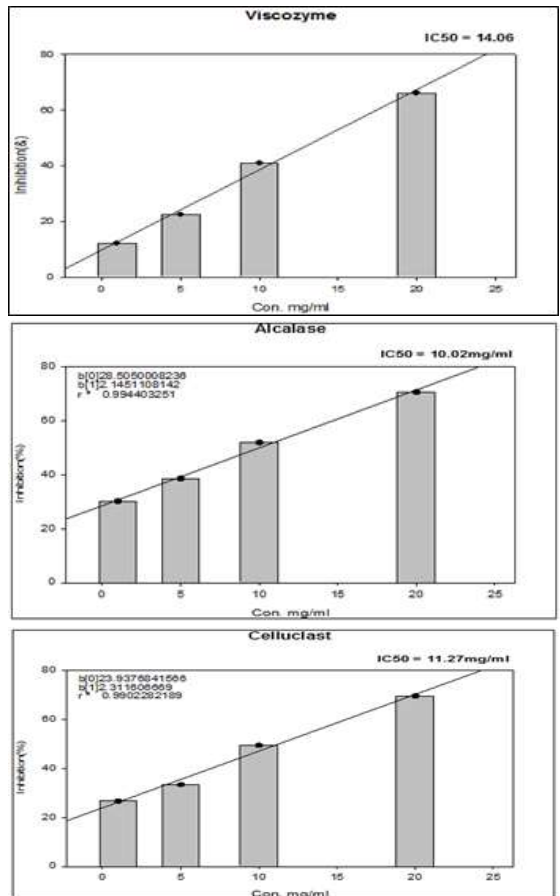 Viscozyme
IC50 = 14.06
80
60
40
20
0
Inhibition(&)
0 5 10 15 20 25
Con. mg/ml
Alcalase
IC50 = 10.02mg/ml
b[0]28.5050008236
b[1]2.1451108142
r ² 0.994403251
80
60
40
20
0
Inhibition(%)
0 5 10 15 20 25
Con. mg/ml
Celluclast
IC50 = 11.27mg/ml
b[0]23.9376841566
b[1]2.311606669
r ² 0.9902282189
80
60
40
20
0
Inhibition(%)
0 5 10 15 20 25
Con. mg/ml